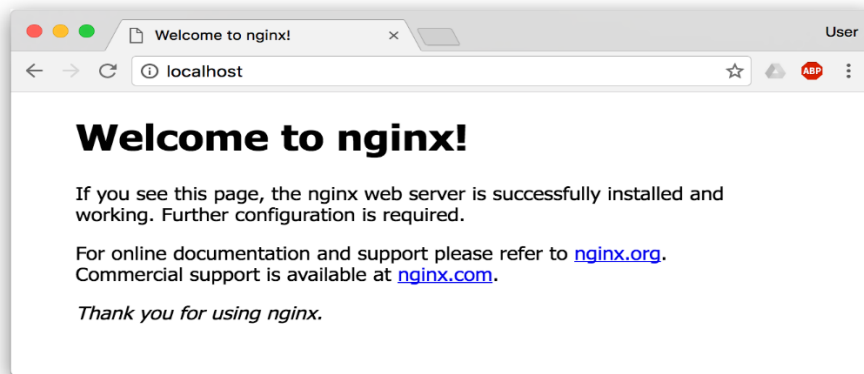 Welcome to nginx!
User
localhost
ABP
Welcome to nginx!
If you see this page, the nginx web server is successfully installed and
working. Further configuration is required.
For online documentation and support please refer to nginx.org.
Commercial support is available at nginx.com.
Thank you for using nginx.